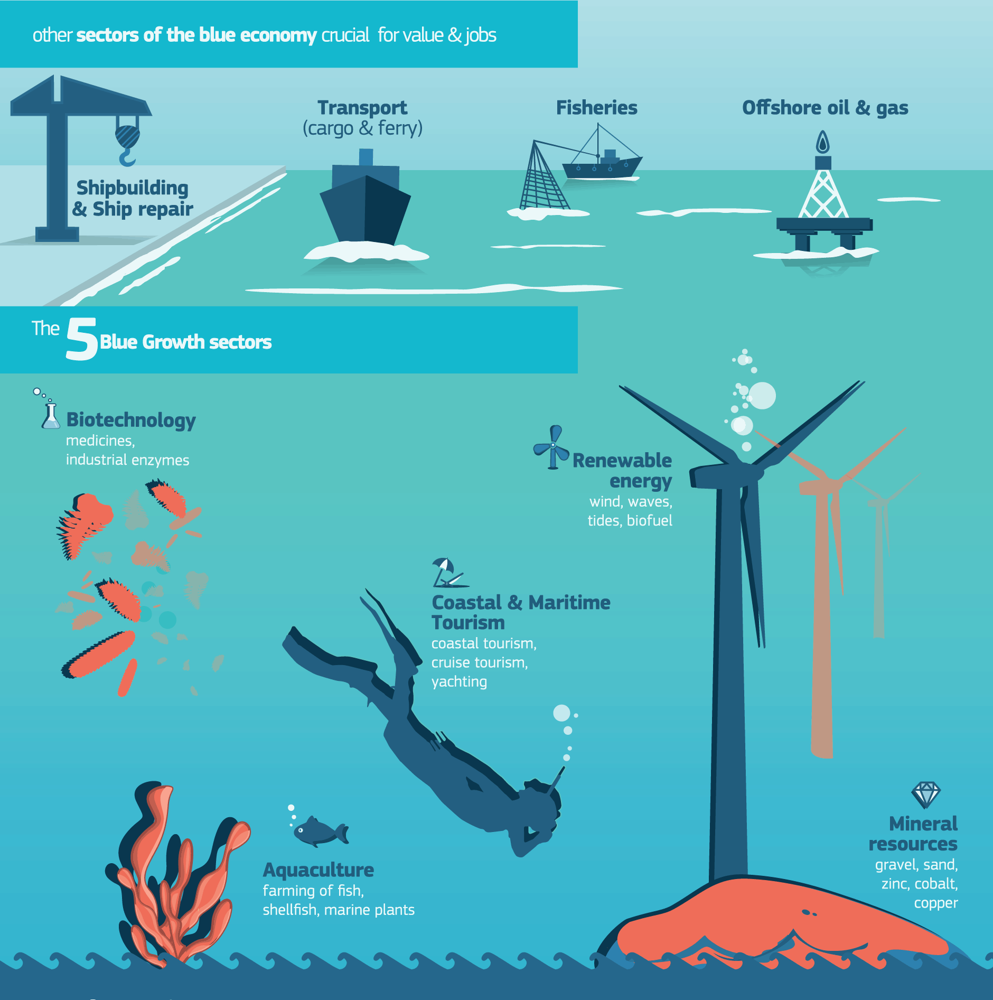 other sectors of the blue economy crucial for value & jobs
Transport
(cargo & ferry)
Fisheries
Offshore oil & gas
Shipbuilding
& Ship repair
The 5 Blue Growth sectors
Biotechnology
medicines,
industrial enzymes
Renewable
energy
wind, waves,
tides, biofuel
Coastal & Maritime
Tourism
coastal tourism,
cruise tourism,
yachting
Aquaculture
farming of fish,
shellfish, marine plants
Mineral
resources
gravel, sand,
zinc, cobalt,
copper